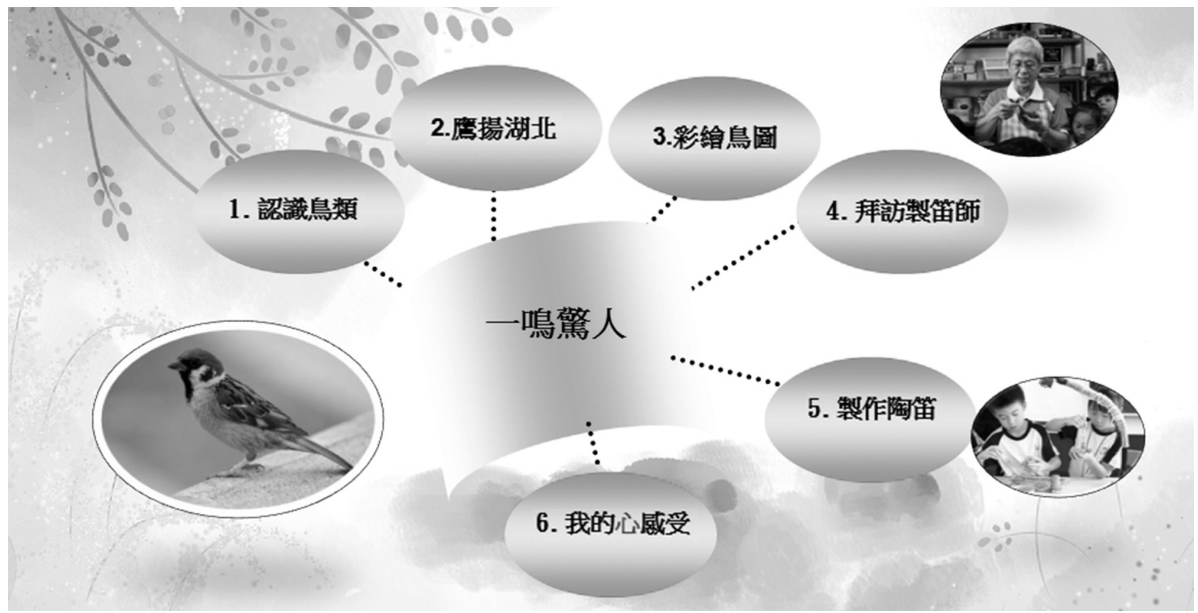 一鳴驚人
1. 認識鳥類
2.鷹揚湖北
3.彩繪鳥圖
4. 拜訪製笛師
5. 製作陶笛
6. 我的心感受